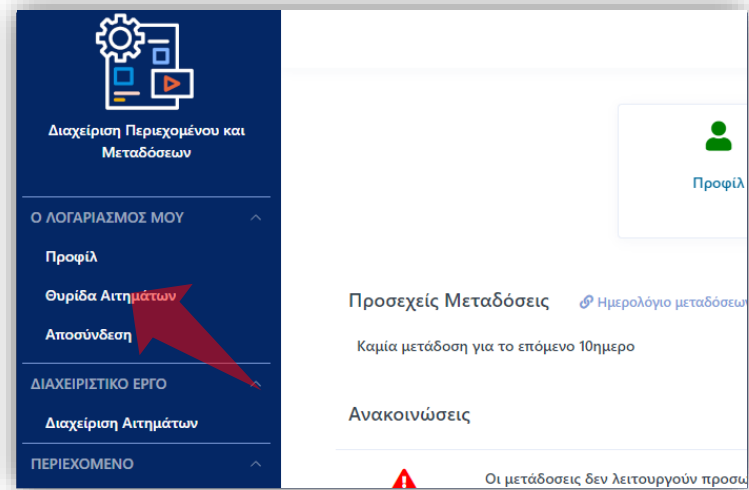 Διαχείριση Περιεχομένου και
Μεταδόσεων
Ο ΛΟΓΑΡΙΑΣΜΟΣ ΜΟΥ
Προφίλ
Θυρίδα Αιτημάτων
Αποσύνδεση
ΔΙΑΧΕΙΡΙΣΤΙΚΟ ΕΡΓΟ
Διαχείριση Αιτημάτων
ΠΕΡΙΕΧΟΜΕΝΟ
Προφίλ
Προσεχείς Μεταδόσεις Ημερολόγιο μεταδόσεων
Καμία μετάδοση για το επόμενο 10ημερο
Ανακοινώσεις
Οι μετάδοσεις δεν λειτουργούν